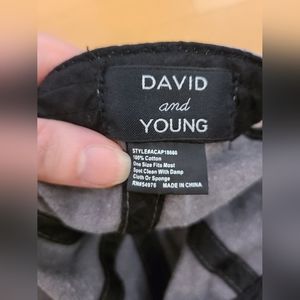 DAVID
and
YOUNG
STYLE#ACAP18660
100% Cotton
One Size Fits Most
Spot Clean With Damp
Cloth Or Sponge
RN#54976 MADE IN CHINA